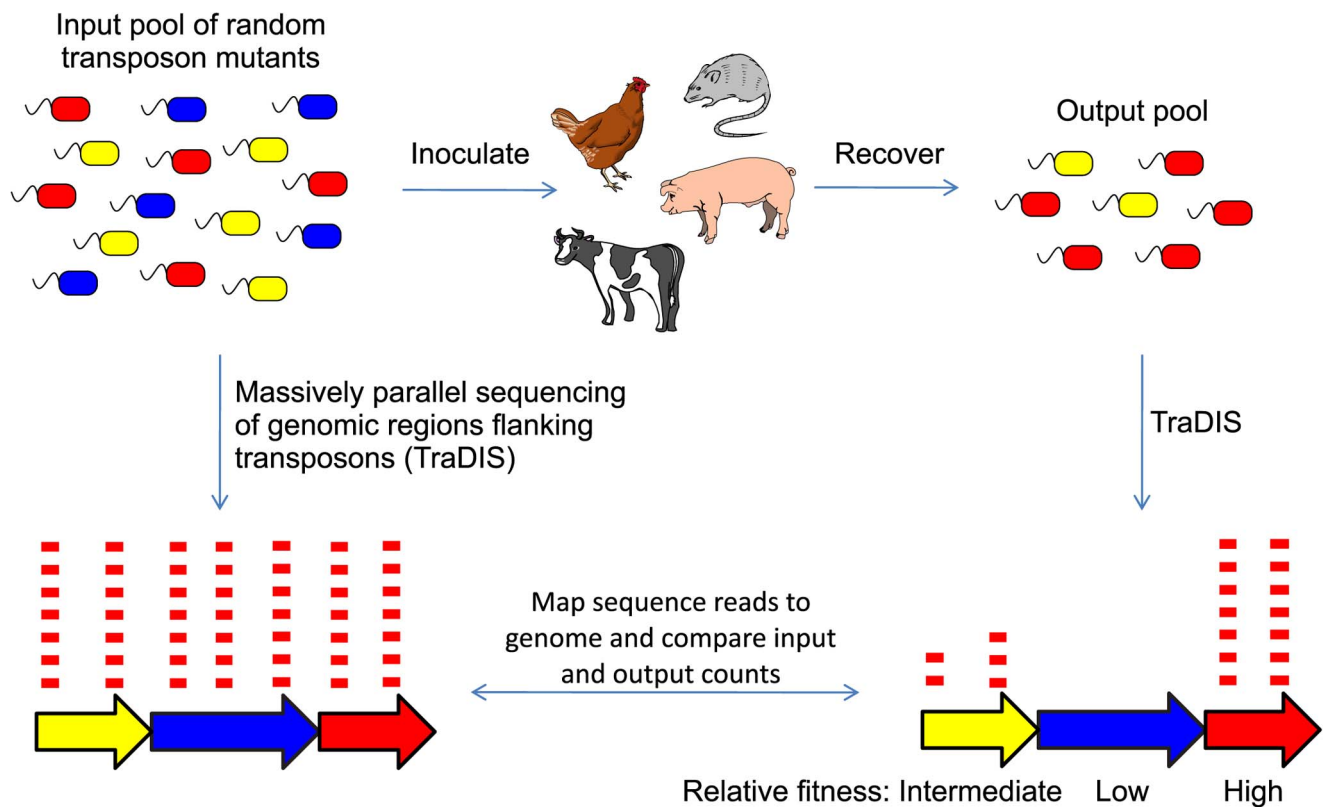 Input pool of random
transposon mutants
Inoculate
Recover
Output pool
Massively parallel sequencing
of genomic regions flanking
transposons (TraDIS)
TraDIS
Map sequence reads to
genome and compare input
and output counts
Relative fitness: Intermediate Low High